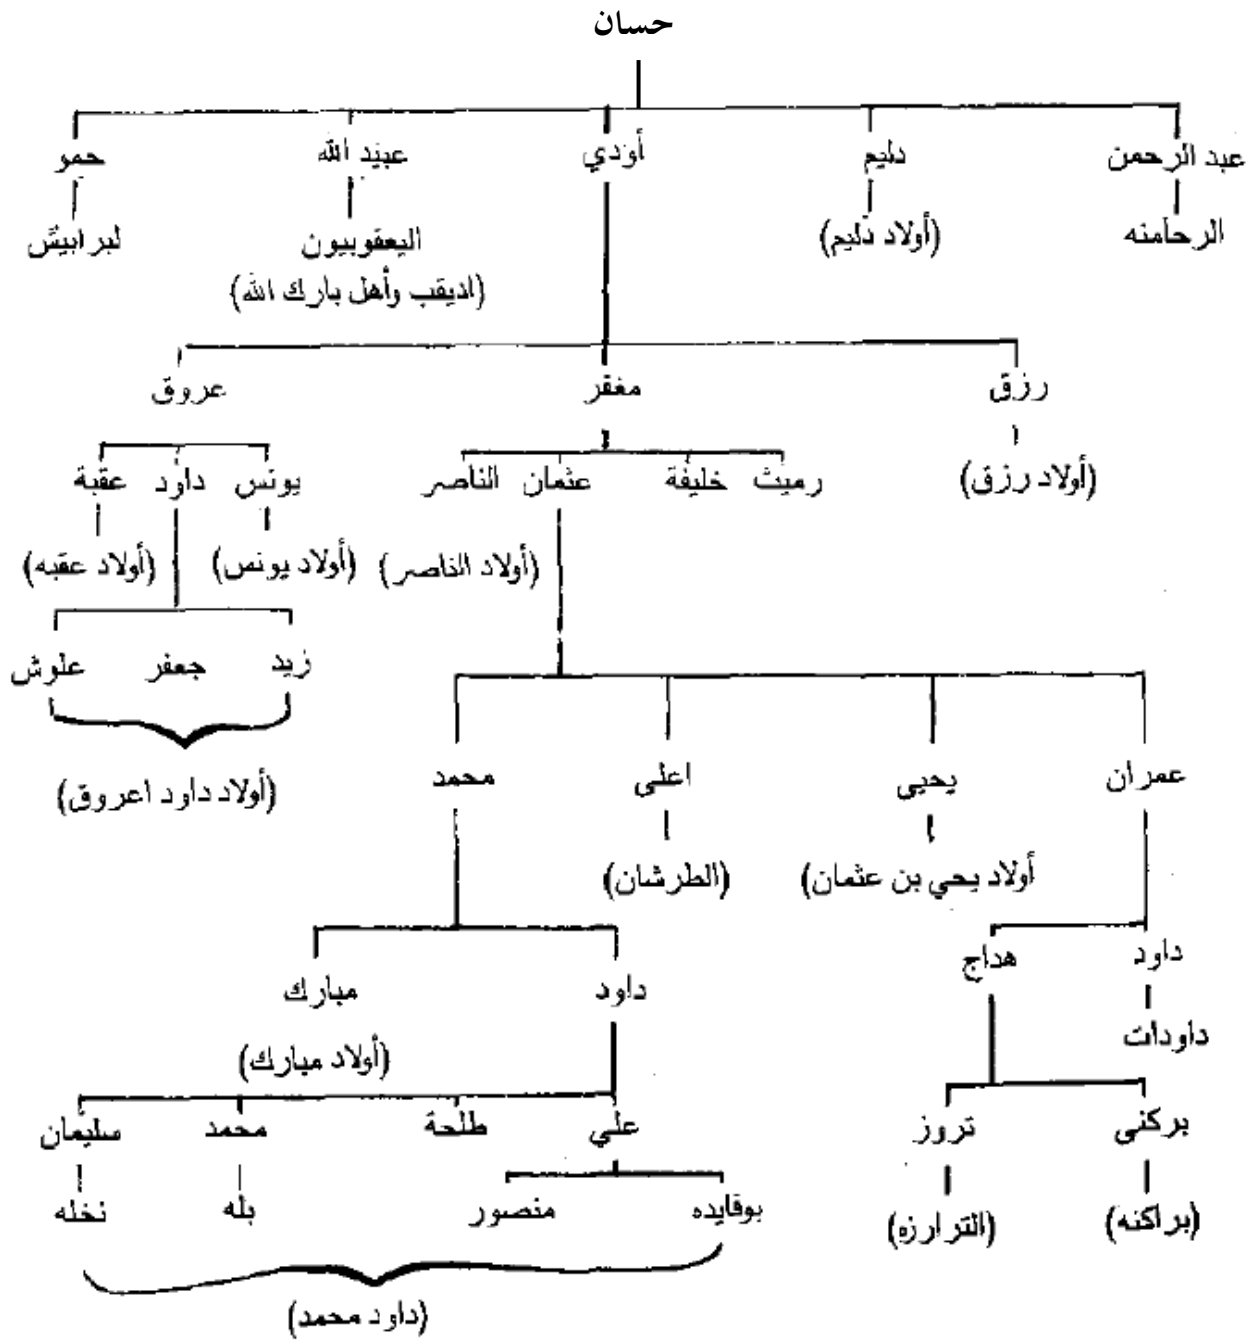 حسان
عبد الرحمن دليم أودي عبيد الله حمو
الرحامنه (أولاد دليم) اليعقوبيون لبرابيش
(اديقب وأهل بارك الله)
رزق مغفر عروق
(أولاد رزق) رميث خليفة عثمان الناصر يونس داود عقبة
(أولاد الناصر) (أولاد يونس) (أولاد عقبه)
زيد جعفر علوش
عمران يحيى اعلى محمد (أولاد داود اعروق)
أولاد يحي بن عثمان) (الطرشان)
داود هداج داود مبارك
داودات (أولاد مبارك)
بركنى تروز علي طلحة محمد سليمان
(براكنه) (الترارزه) بوفايده منصور بله نخله
(داود محمد)